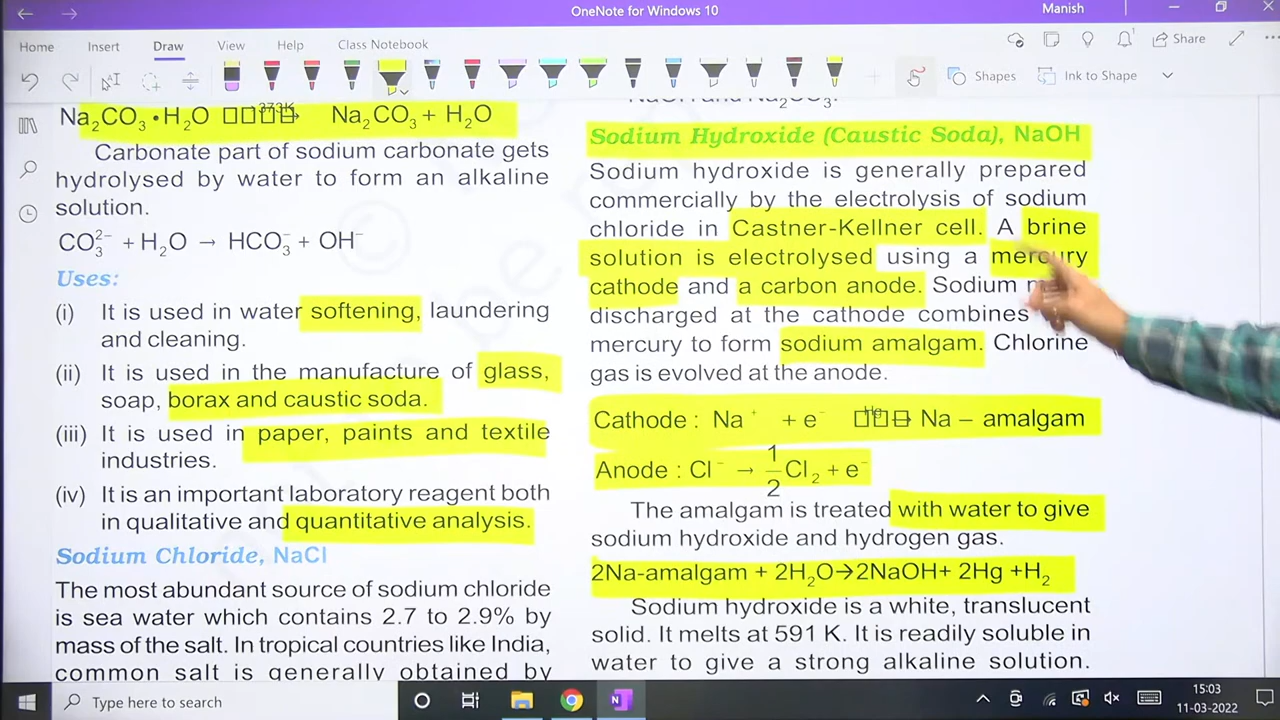 OneNote for Windows 10
Manish
Home Insert Draw View Help Class Notebook
Share
Shapes
Ink to Shape
Na₂CO₃•H₂O 373K Na₂CO₃ + H₂O
Carbonate part of sodium carbonate gets
hydrolysed by water to form an alkaline
solution.
CO₃²⁻ + H₂O → HCO₃⁻ + OH⁻
Uses:
(i) It is used in water softening, laundering
and cleaning.
(ii) It is used in the manufacture of glass,
soap, borax and caustic soda.
(iii) It is used in paper, paints and textile
industries.
(iv) It is an important laboratory reagent both
in qualitative and quantitative analysis.
Sodium Chloride, NaCl
The most abundant source of sodium chloride
is sea water which contains 2.7 to 2.9% by
mass of the salt. In tropical countries like India,
common salt is generally obtained by
NaOH and Na₂CO₃.
Sodium Hydroxide (Caustic Soda), NaOH
Sodium hydroxide is generally prepared
commercially by the electrolysis of sodium
chloride in Castner-Kellner cell. A brine
solution is electrolysed using a mercury
cathode and a carbon anode. Sodium
discharged at the cathode combines
mercury to form sodium amalgam. Chlorine
gas is evolved at the anode.
Cathode : Na⁺ + e⁻ Hg Na – amalgam
Anode : Cl⁻ → 1/2 Cl₂ + e⁻
The amalgam is treated with water to give
sodium hydroxide and hydrogen gas.
2Na-amalgam + 2H₂O→2NaOH+ 2Hg +H₂
Sodium hydroxide is a white, translucent
solid. It melts at 591 K. It is readily soluble in
water to give a strong alkaline solution.
Type here to search
15:03
11-03-2022